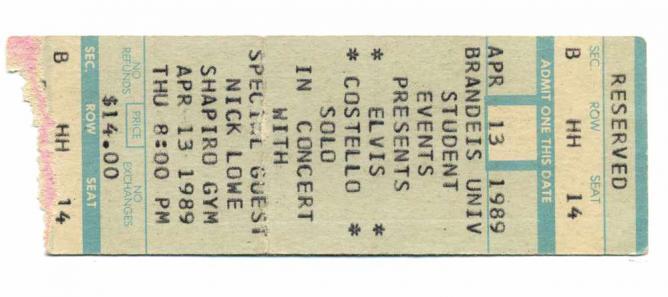 RESERVED
SEC. ROW SEAT
B HH 14
ADMIT ONE THIS DATE
APR 13 1989
BRANDEIS UNIV
STUDENT
EVENTS
PRESENTS
* ELVIS *
* COSTELLO *
SOLO
IN CONCERT
WITH
SPECIAL GUEST
NICK LOWE
SHAPIRO GYM
APR 13 1989
THU 8:00 PM
NO REFUNDS PRICE NO EXCHANGES
$14.00
SEC. ROW SEAT
B HH 14